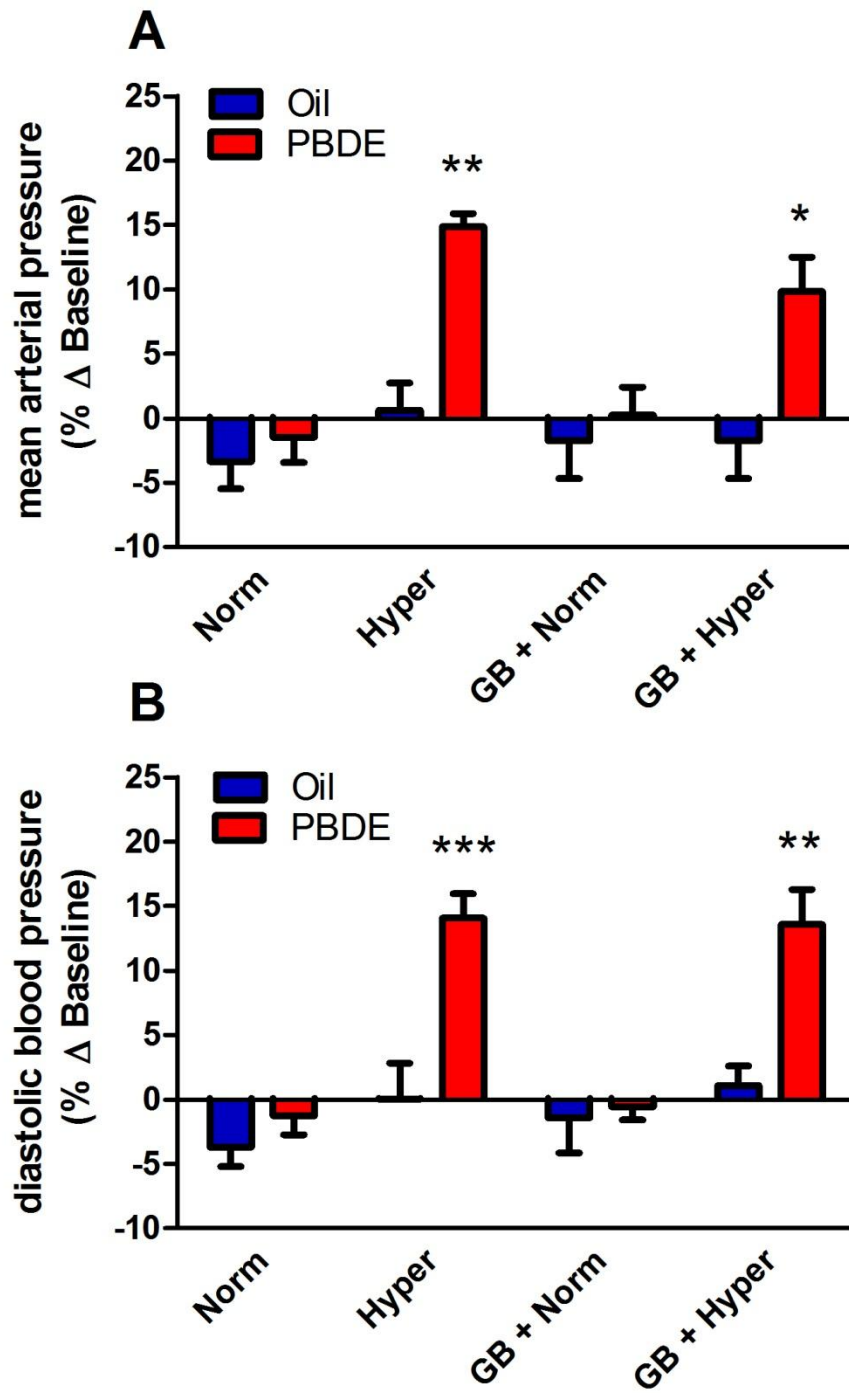 A
mean arterial pressure
(% Δ Baseline)
25
20
15
10
5
0
-5
-10
Oil
PBDE
**
*
Norm
Hyper
GB + Norm
GB + Hyper
B
diastolic blood pressure
(% Δ Baseline)
25
20
15
10
5
0
-5
-10
Oil
PBDE
***
**
Norm
Hyper
GB + Norm
GB + Hyper